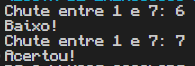 Chute entre 1 e 7: 6
Baixo!
Chute entre 1 e 7: 7
Acertou!